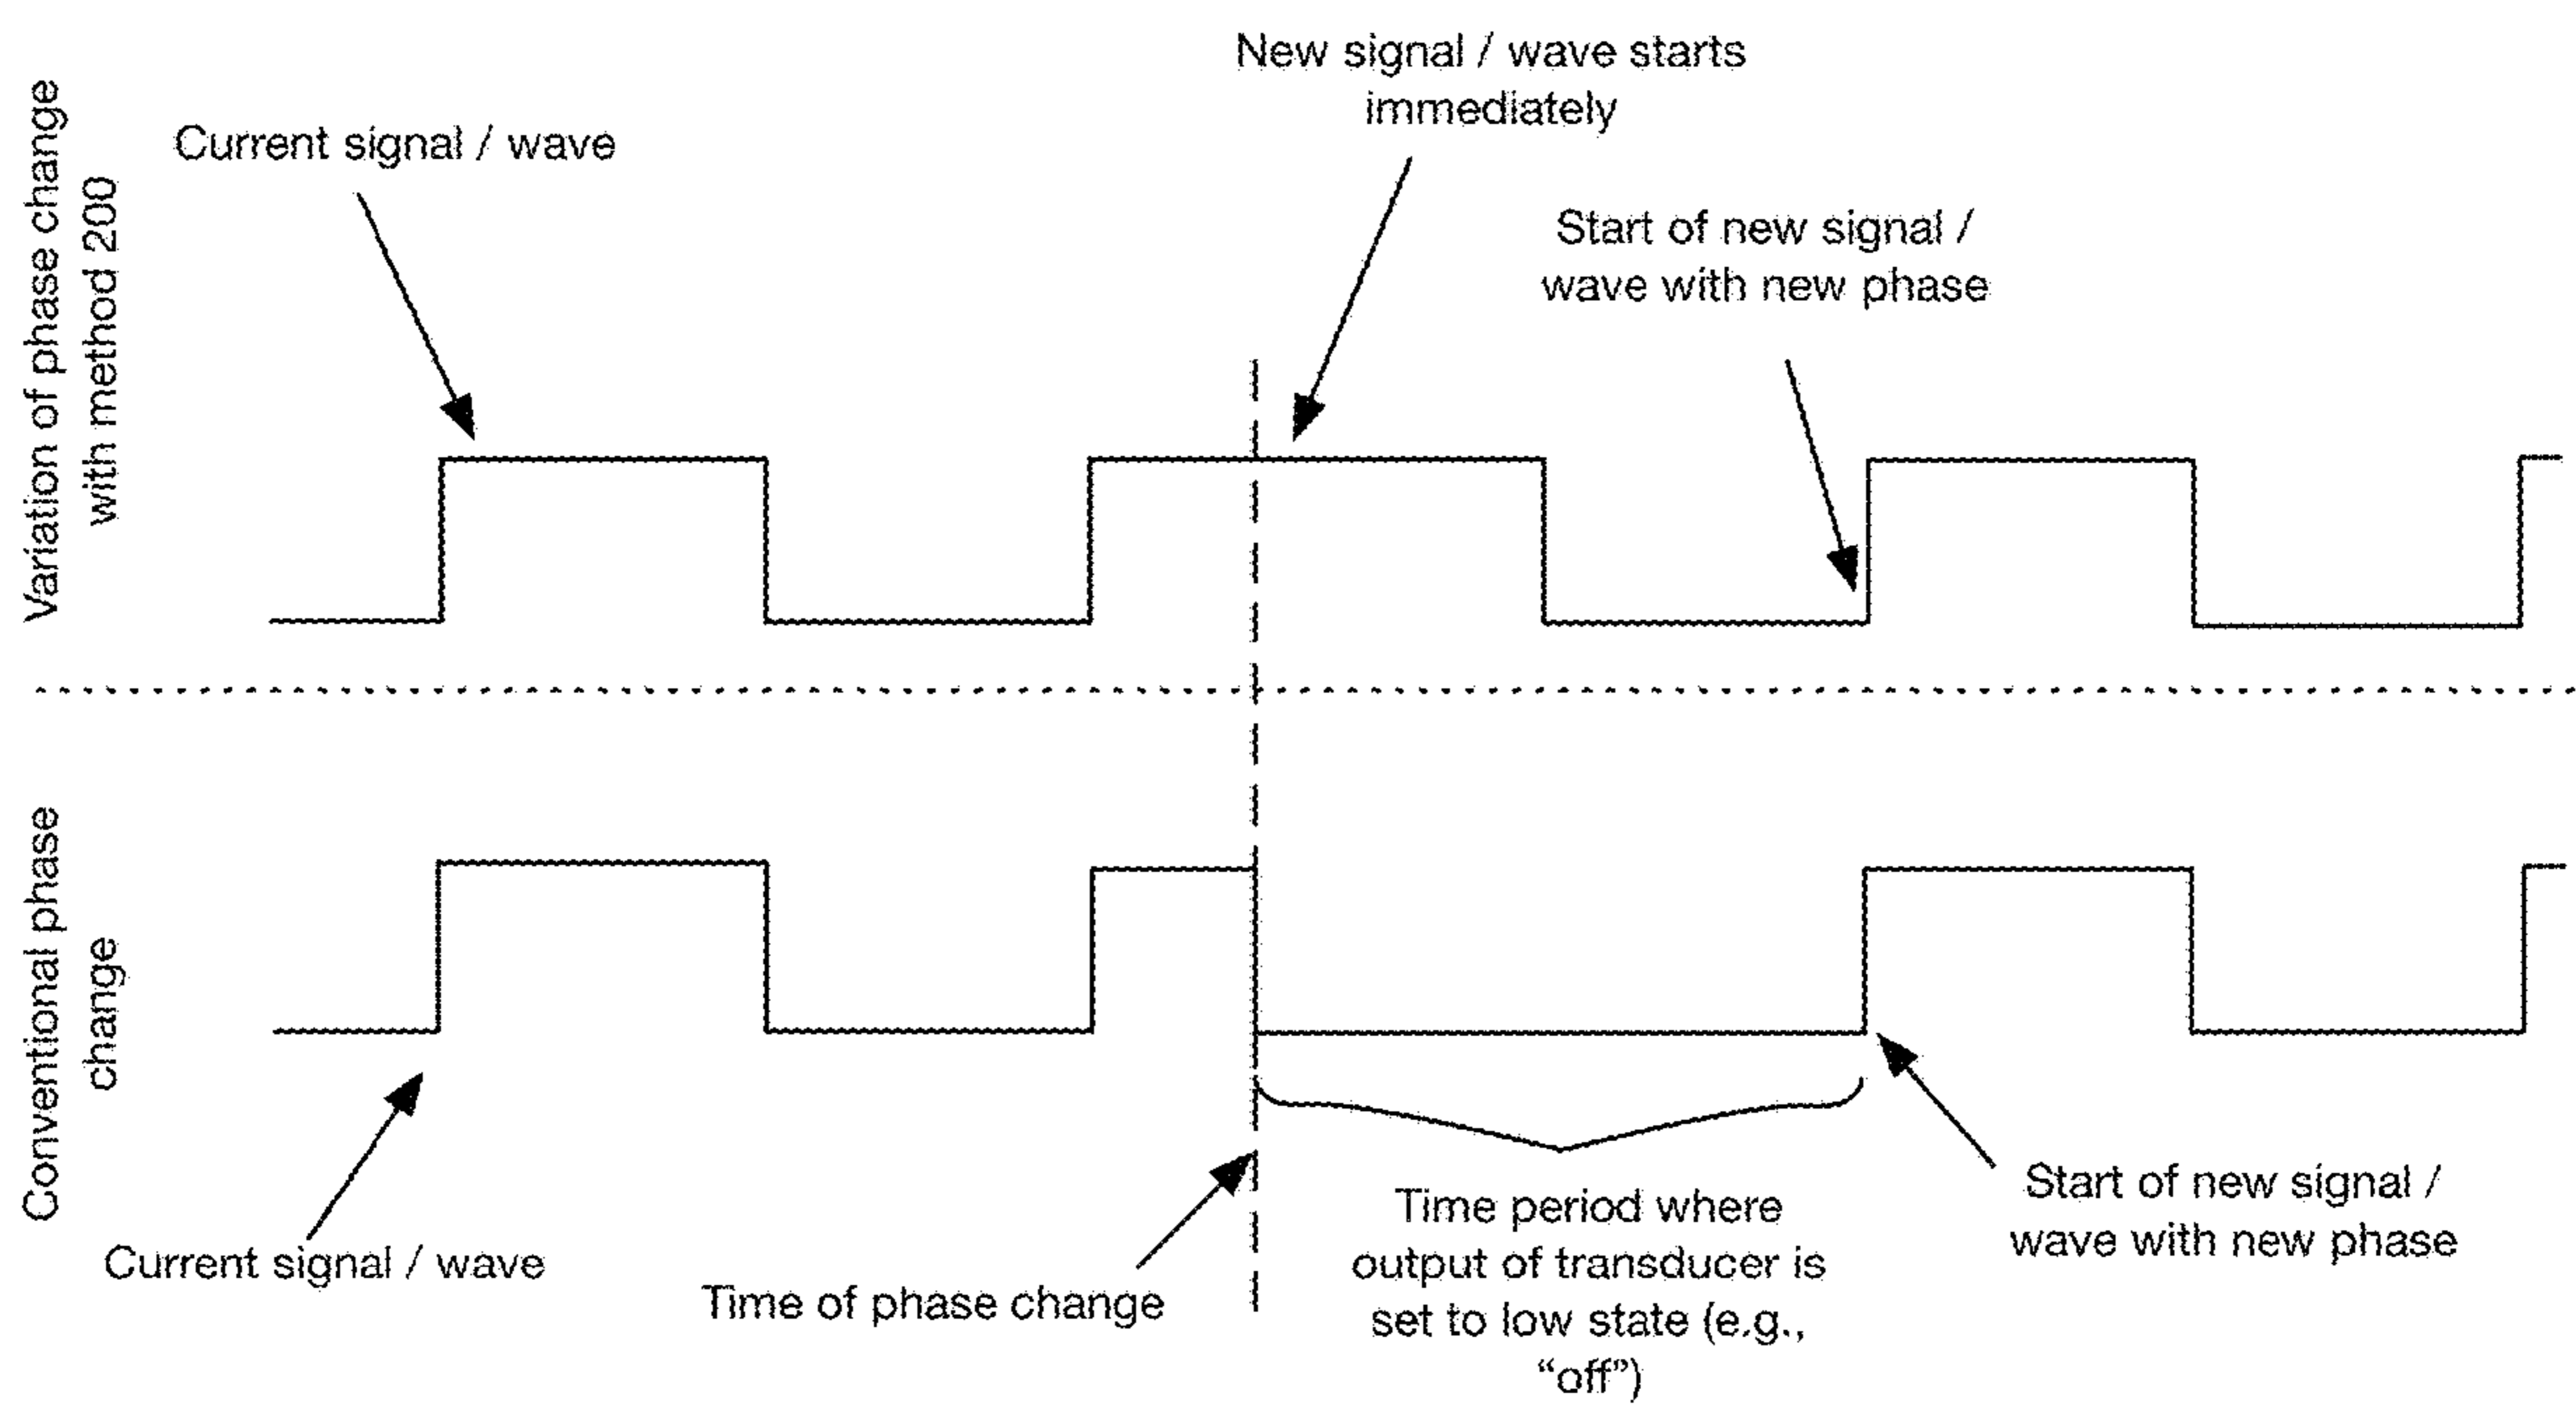 Variation of phase change
with method 200
Current signal / wave
New signal / wave starts
immediately
Start of new signal /
wave with new phase
Conventional phase
change
Current signal / wave
Time of phase change
Time period where
output of transducer is
set to low state (e.g.,
“off”)
Start of new signal /
wave with new phase